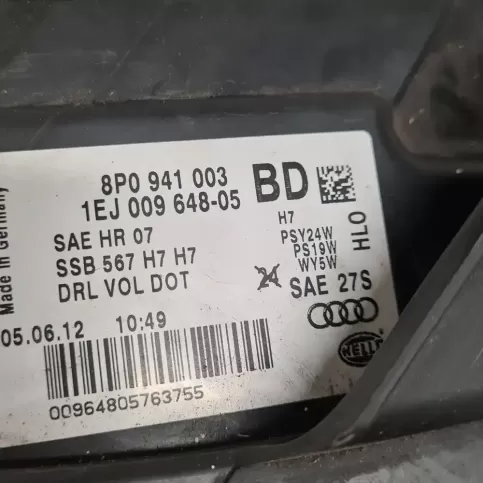 Made in Germany
8P0 941 003 BD
1EJ 009 648-05
SAE HR 07
SSB 567 H7 H7
DRL VOL DOT
H7
PSY24W
PS19W
WY5W
HLO
24
SAE 27S
05.06.12 10:49
HELLA
00964805763755